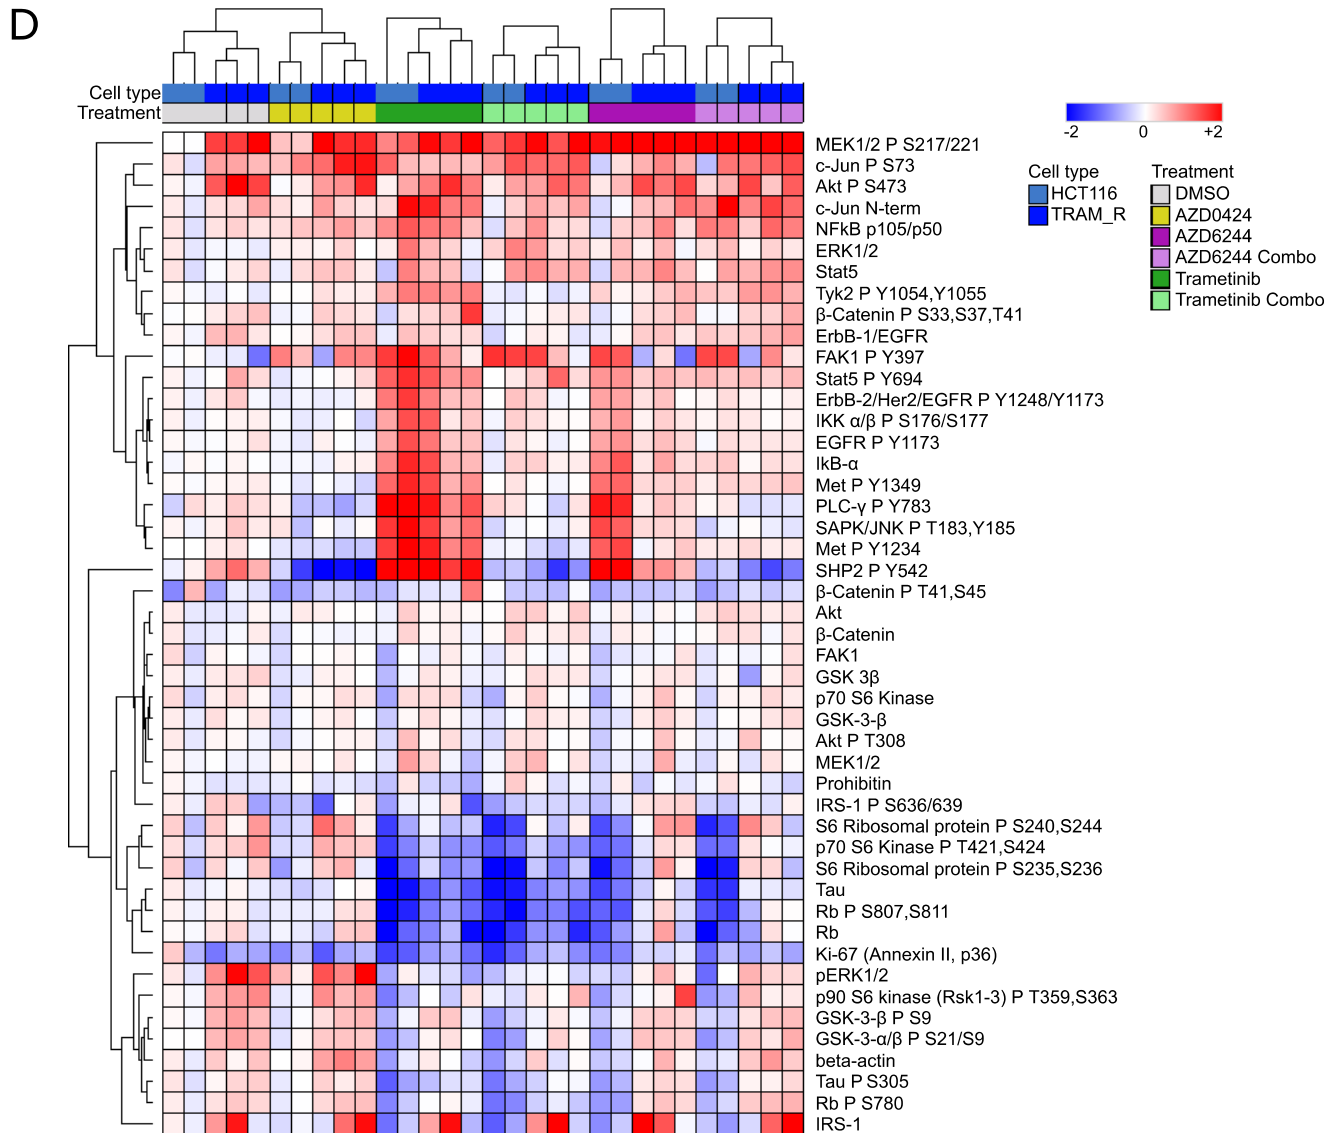 D
Cell type
Treatment
MEK1/2 P S217/221
c-Jun P S73
Akt P S473
c-Jun N-term
NFkB p105/p50
ERK1/2
Stat5
Tyk2 P Y1054,Y1055
β-Catenin P S33,S37,T41
ErbB-1/EGFR
FAK1 P Y397
Stat5 P Y694
ErbB-2/Her2/EGFR P Y1248/Y1173
IKK α/β P S176/S177
EGFR P Y1173
IkB-α
Met P Y1349
PLC-γ P Y783
SAPK/JNK P T183,Y185
Met P Y1234
SHP2 P Y542
β-Catenin P T41,S45
Akt
β-Catenin
FAK1
GSK 3β
p70 S6 Kinase
GSK-3-β
Akt P T308
MEK1/2
Prohibitin
IRS-1 P S636/639
S6 Ribosomal protein P S240,S244
p70 S6 Kinase P T421,S424
S6 Ribosomal protein P S235,S236
Tau
Rb P S807,S811
Rb
Ki-67 (Annexin II, p36)
pERK1/2
p90 S6 kinase (Rsk1-3) P T359,S363
GSK-3-β P S9
GSK-3-α/β P S21/S9
beta-actin
Tau P S305
Rb P S780
IRS-1
-2 0 +2
Cell type
HCT116
TRAM_R
Treatment
DMSO
AZD0424
AZD6244
AZD6244 Combo
Trametinib
Trametinib Combo